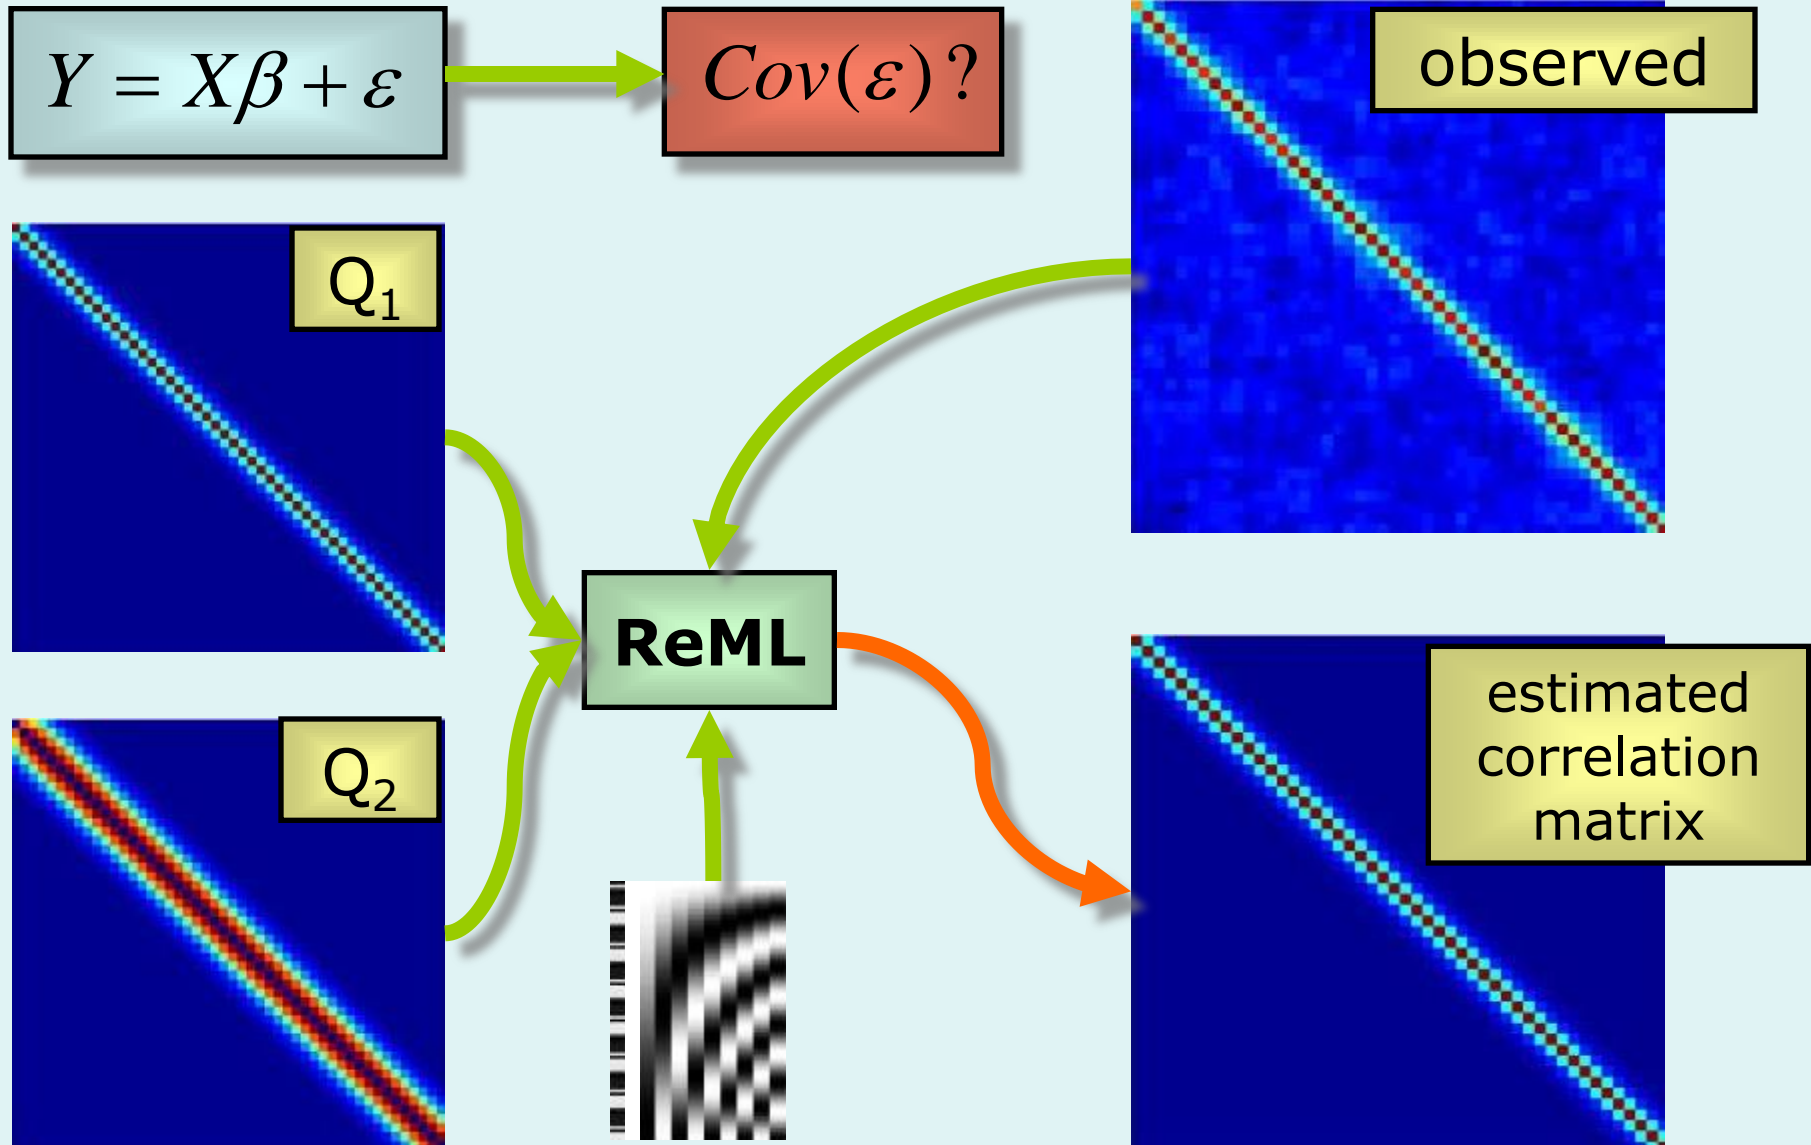 Y = Xβ + ε
Cov(ε)?
observed
Q₁
ReML
Q₂
estimated
correlation
matrix